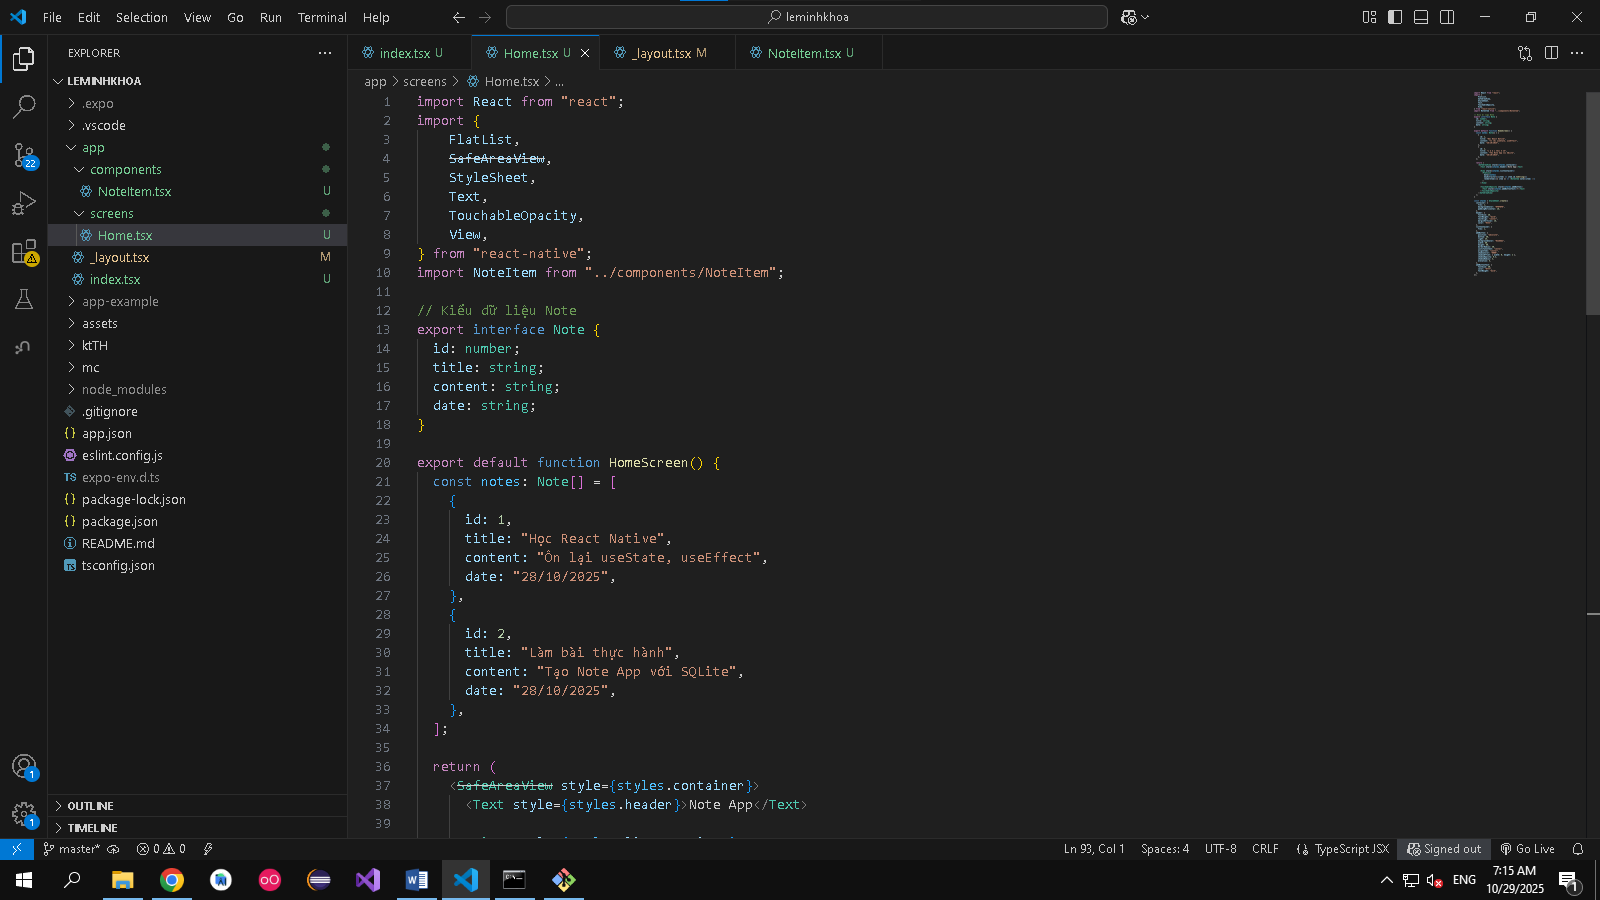 File Edit Selection View Go Run Terminal Help
leminhkhoa
EXPLORER
index.tsx U
Home.tsx U
_layout.tsx M
NoteItem.tsx U
LEMINHKHOA
.expo
.vscode
app
components
NoteItem.tsx U
screens
Home.tsx U
_layout.tsx M
index.tsx U
app-example
assets
ktTH
mc
node_modules
.gitignore
{} app.json
eslint.config.js
TS expo-env.d.ts
{} package-lock.json
{} package.json
README.md
TS tsconfig.json
OUTLINE
TIMELINE
22
1
1
app > screens > Home.tsx > ...
1 import React from "react";
2 import {
3 FlatList,
4 SafeAreaView,
5 StyleSheet,
6 Text,
7 TouchableOpacity,
8 View,
9 } from "react-native";
10 import NoteItem from "../components/NoteItem";
11
12 // Kiểu dữ liệu Note
13 export interface Note {
14 id: number;
15 title: string;
16 content: string;
17 date: string;
18 }
19
20 export default function HomeScreen() {
21 const notes: Note[] = [
22 {
23 id: 1,
24 title: "Học React Native",
25 content: "Ôn lại useState, useEffect",
26 date: "28/10/2025",
27 },
28 {
29 id: 2,
30 title: "Làm bài thực hành",
31 content: "Tạo Note App với SQLite",
32 date: "28/10/2025",
33 },
34 ];
35
36 return (
37 <SafeAreaView style={styles.container}>
38 <Text style={styles.header}>Note App</Text>
39
master* 0 0 Ln 93, Col 1 Spaces: 4 UTF-8 CRLF {} TypeScript JSX Signed out Go Live
ENG
7:15 AM
10/29/2025
1